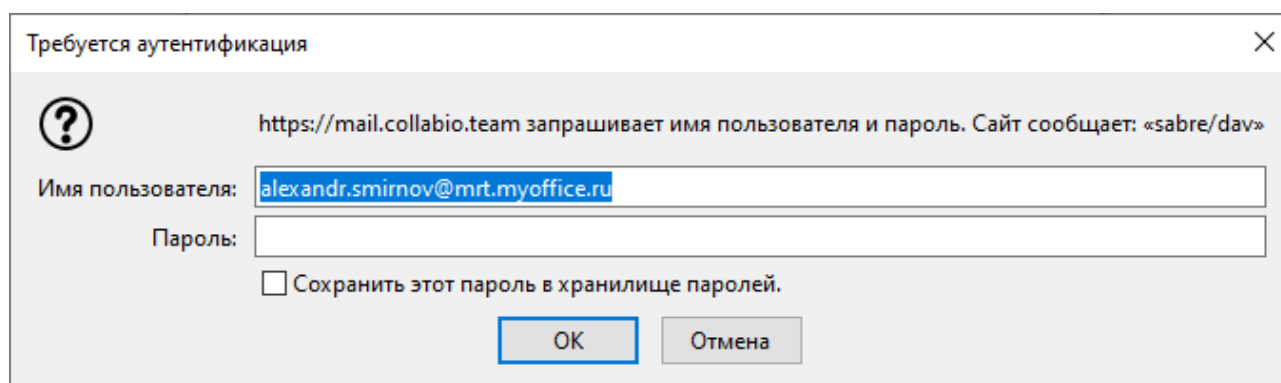 Требуется аутентификация
https://mail.collabio.team запрашивает имя пользователя и пароль. Сайт сообщает: «sabre/dav»
Имя пользователя: alexandr.smirnov@mrt.myoffice.ru
Пароль:
Сохранить этот пароль в хранилище паролей.
ОК Отмена